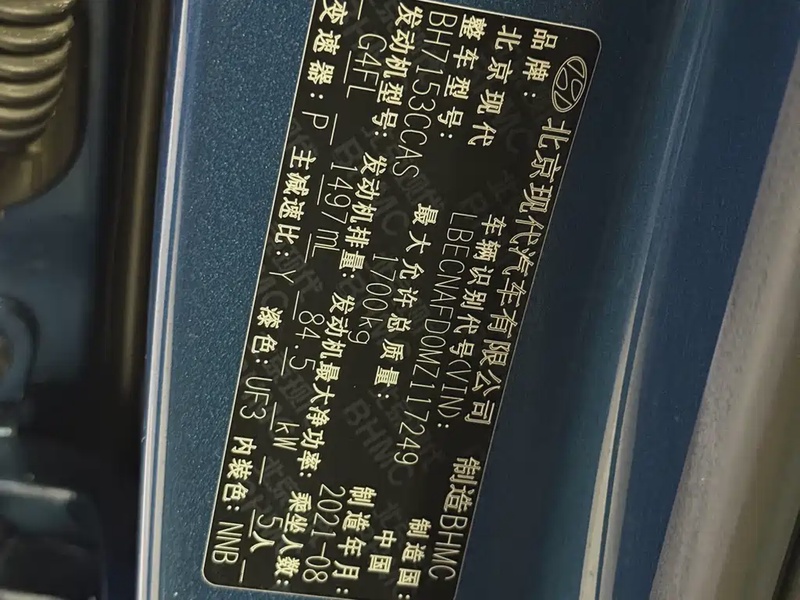 北京现代汽车有限公司 制造BHMC
品牌: 车辆识别代号(VIN): 制造国:
北京现代 LBECNAFD0MZ117249 中国
整车型号: 最大允许总质量: 制造年月:
BH7153CCAS 1700kg 2021-08
发动机型号: 发动机排量: 发动机最大净功率: 乘坐人数:
G4FL 1497mL 84.5 kW 5人
变速器: P 主减速比: Y 漆色: UF3 内装色: NNB